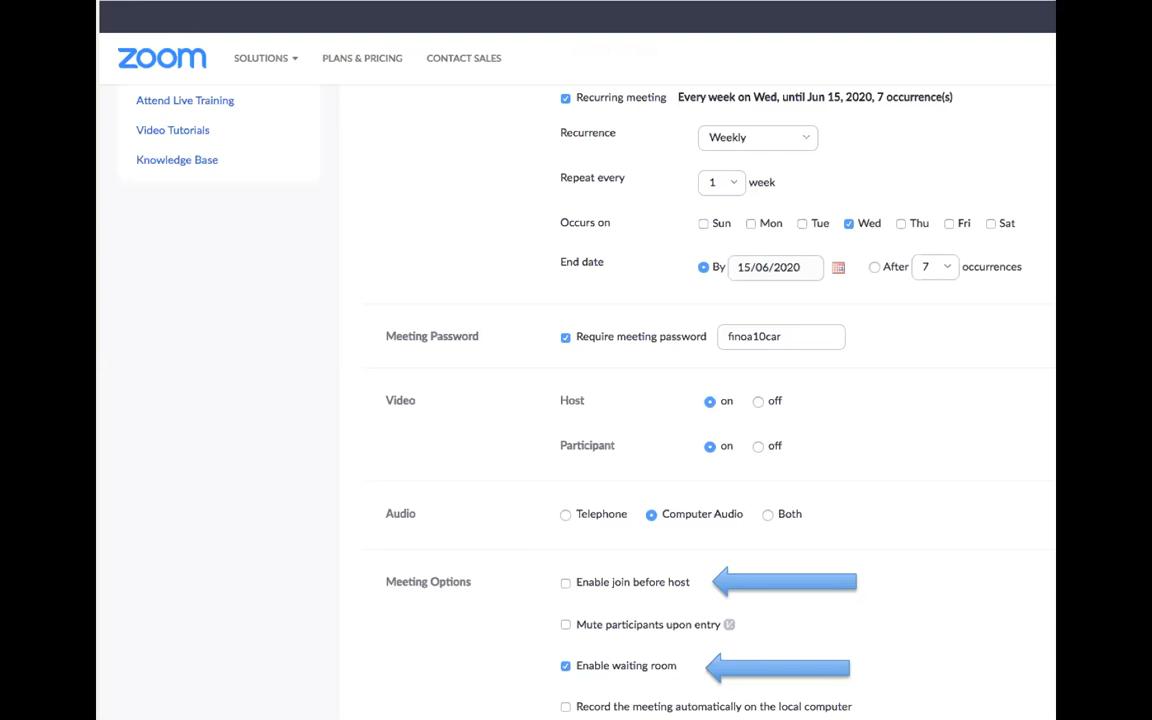 zoom SOLUTIONS PLANS & PRICING CONTACT SALES
Attend Live Training
Video Tutorials
Knowledge Base
Recurring meeting Every week on Wed, until Jun 15, 2020, 7 occurrence(s)
Recurrence Weekly
Repeat every 1 week
Occurs on Sun Mon Tue Wed Thu Fri Sat
End date By 15/06/2020 After 7 occurrences
Meeting Password Require meeting password finoa10car
Video Host on off
Participant on off
Audio Telephone Computer Audio Both
Meeting Options Enable join before host
Mute participants upon entry
Enable waiting room
Record the meeting automatically on the local computer